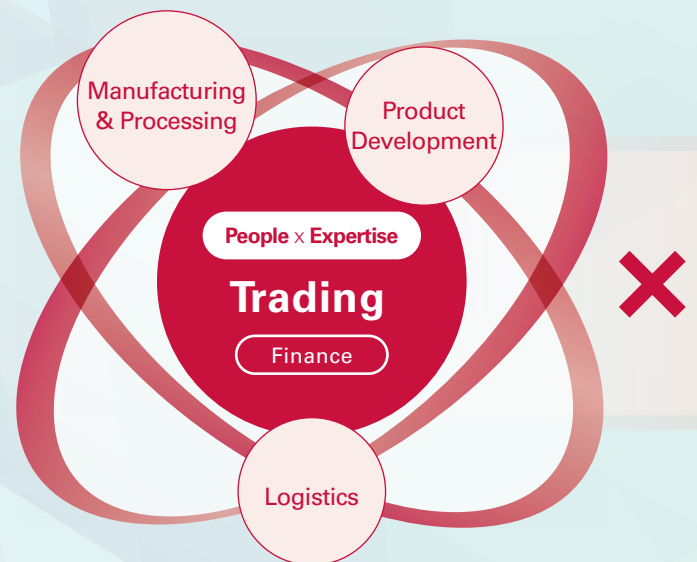 Manufacturing
& Processing
Product
Development
People x Expertise
Trading
Finance
Logistics